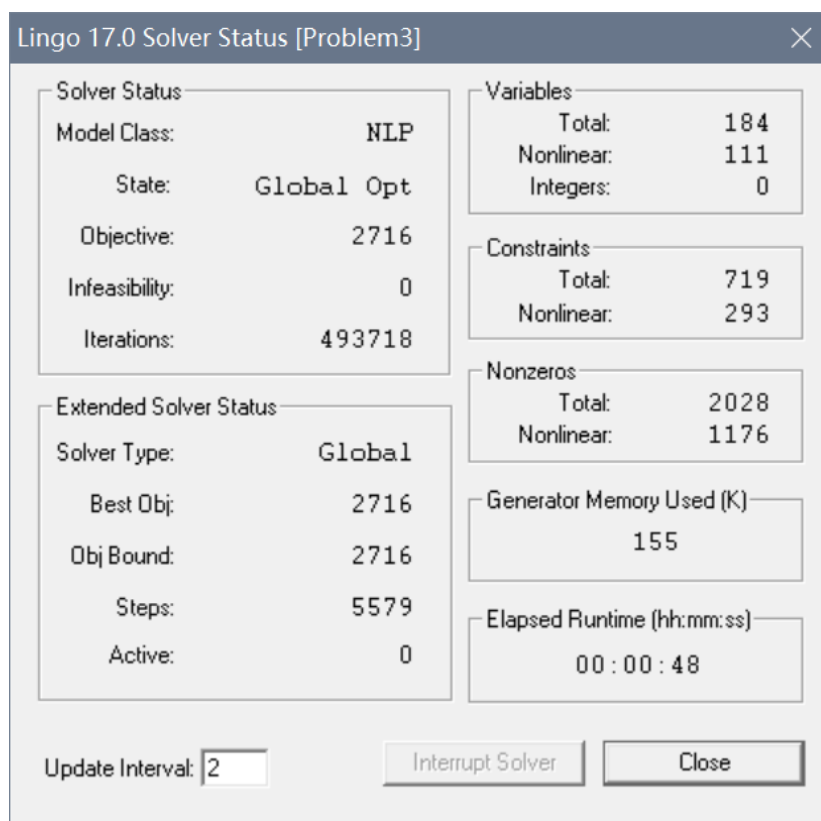 Lingo 17.0 Solver Status [Problem3]
Solver Status
Model Class: NLP
State: Global Opt
Objective: 2716
Infeasibility: 0
Iterations: 493718
Extended Solver Status
Solver Type: Global
Best Obj: 2716
Obj Bound: 2716
Steps: 5579
Active: 0
Variables
Total: 184
Nonlinear: 111
Integers: 0
Constraints
Total: 719
Nonlinear: 293
Nonzeros
Total: 2028
Nonlinear: 1176
Generator Memory Used (K)
155
Elapsed Runtime (hh:mm:ss)
00:00:48
Update Interval: 2
Interrupt Solver
Close